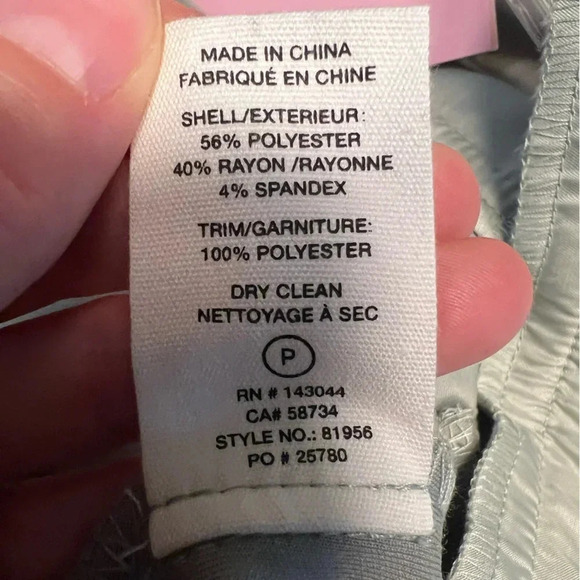 MADE IN CHINA
FABRIQUÉ EN CHINE
SHELL/EXTERIEUR:
56% POLYESTER
40% RAYON /RAYONNE
4% SPANDEX
TRIM/GARNITURE:
100% POLYESTER
DRY CLEAN
NETTOYAGE À SEC
P
RN # 143044
CA# 58734
STYLE NO.: 81956
PO # 25780